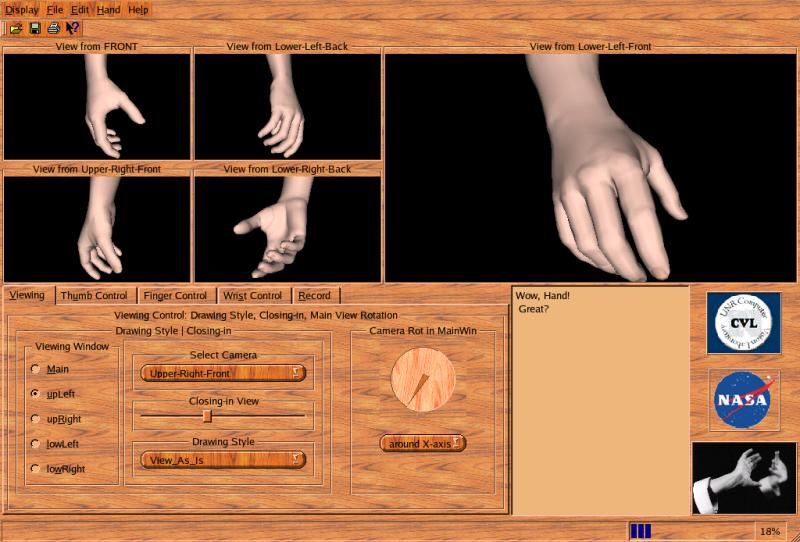 Display File Edit Hand Help
View from FRONT
View from Lower-Left-Back
View from Lower-Left-Front
View from Upper-Right-Front
View from Lower-Right-Back
Viewing
Thumb Control
Finger Control
Wrist Control
Record
Viewing Control: Drawing Style, Closing-in, Main View Rotation
Drawing Style | Closing-in
Viewing Window
Main
upLeft
upRight
lowLeft
lowRight
Select Camera
Upper-Right-Front
Closing-in View
Drawing Style
View_As_Is
Camera Rot in MainWin
around X-axis
Wow, Hand!
Great?
UNR Computer
CVL
NASA
18%